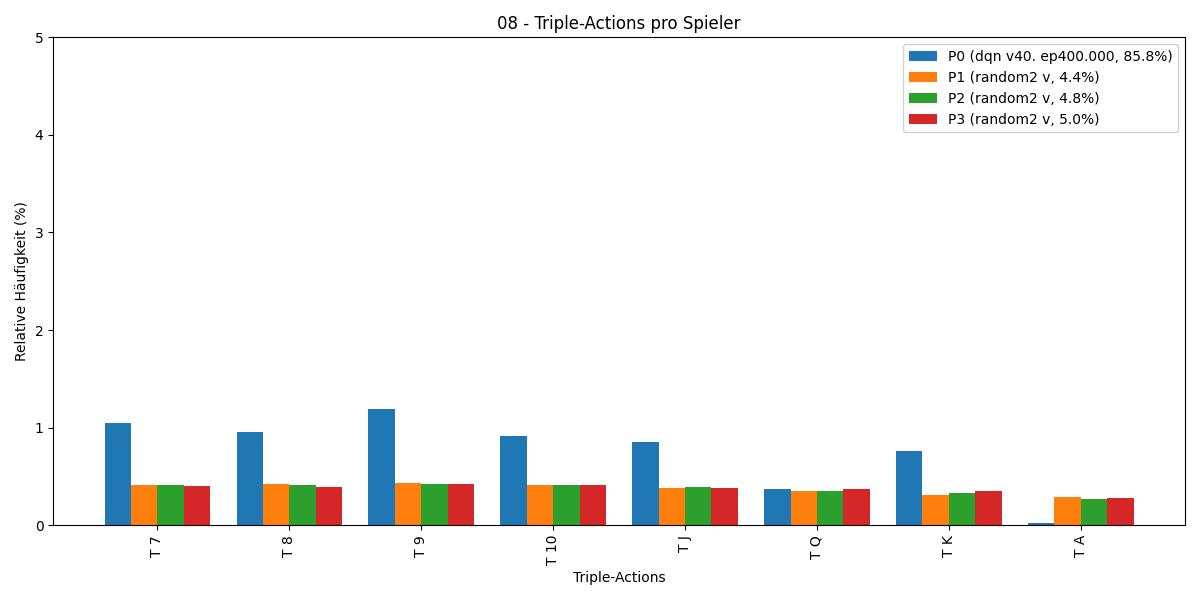 08 - Triple-Actions pro Spieler
P0 (dqn v40. ep400.000, 85.8%)
P1 (random2 v, 4.4%)
P2 (random2 v, 4.8%)
P3 (random2 v, 5.0%)
Relative Häufigkeit (%)
5
4
3
2
1
0
T 7
T 8
T 9
T 10
T J
T Q
T K
T A
Triple-Actions